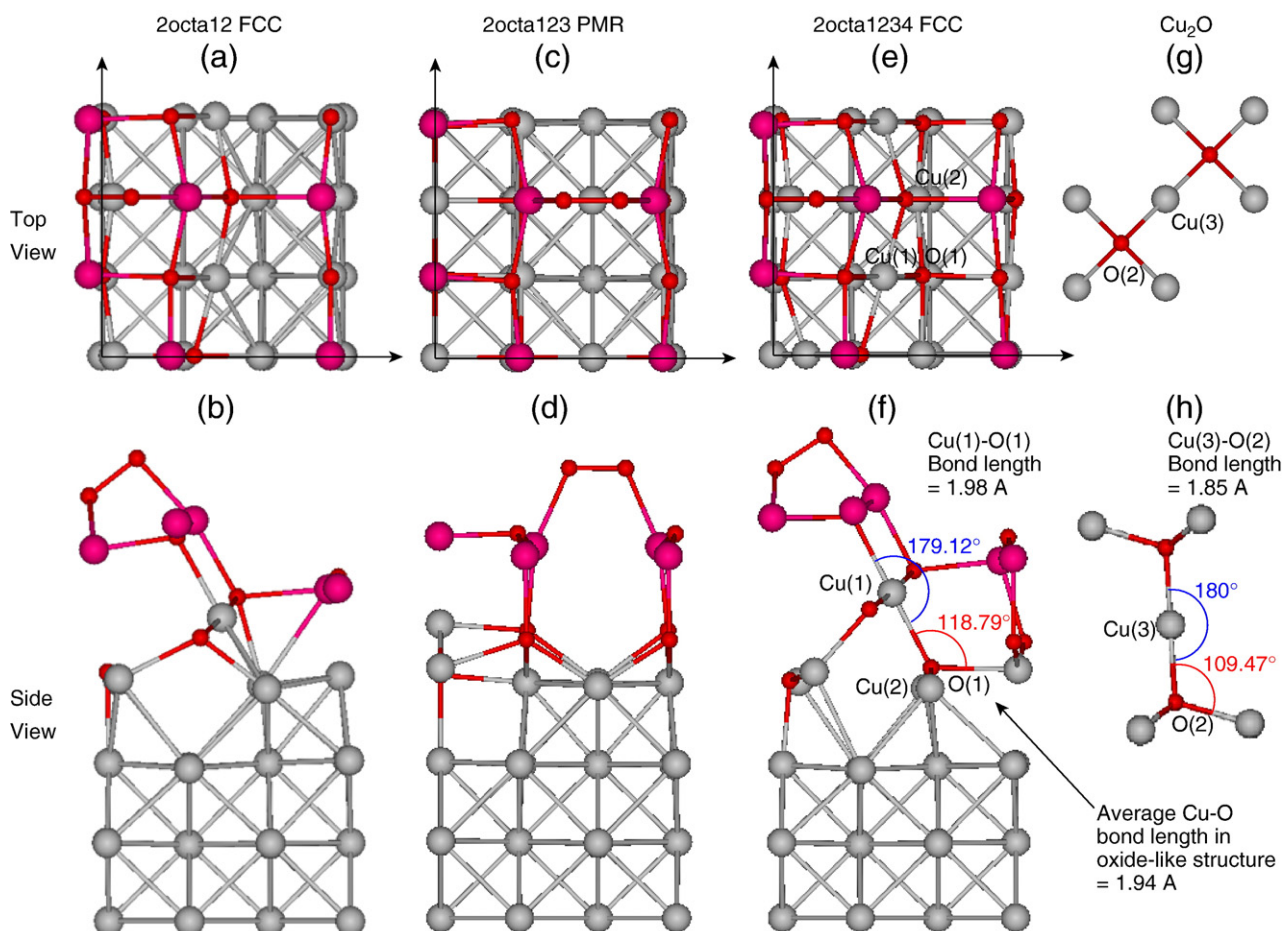 2octa12 FCC
2octa123 PMR
2octa1234 FCC
Cu₂O
(a)
(c)
(e)
(g)
Top
View
Cu(2)
Cu(1) O(1)
Cu(3)
O(2)
(b)
(d)
(f)
(h)
Cu(1)-O(1)
Bond length
= 1.98 A
Cu(3)-O(2)
Bond length
= 1.85 A
179.12°
Cu(1)
118.79°
180°
Cu(3)
109.47°
Side
View
Cu(2)
O(1)
O(2)
Average Cu-O
bond length in
oxide-like structure
= 1.94 A